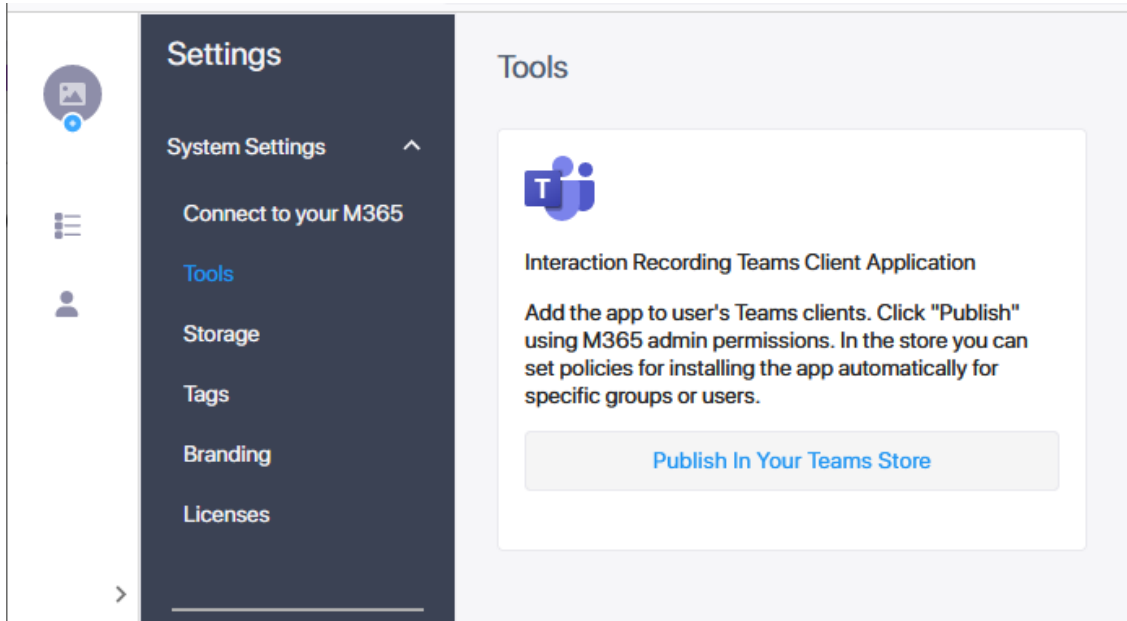 Settings
System Settings
Connect to your M365
Tools
Storage
Tags
Branding
Licenses
Tools
T
Interaction Recording Teams Client Application
Add the app to user's Teams clients. Click "Publish"
using M365 admin permissions. In the store you can
set policies for installing the app automatically for
specific groups or users.
Publish In Your Teams Store